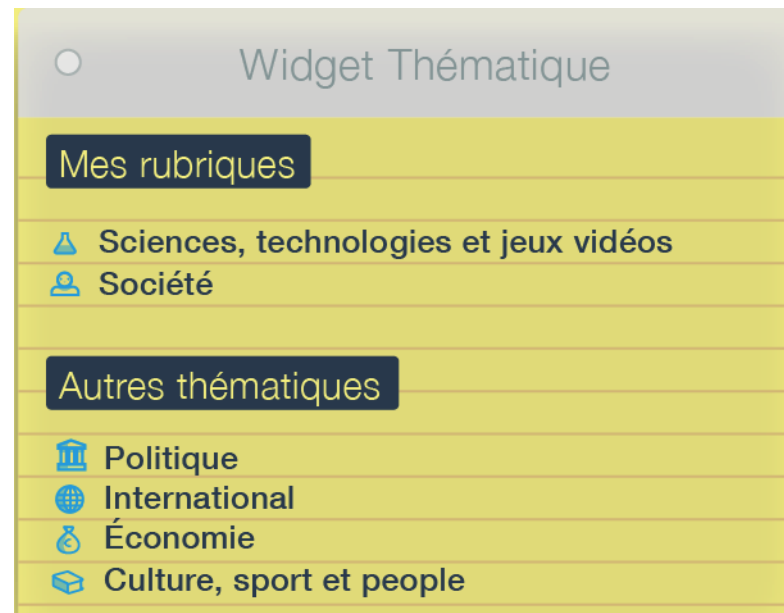 Widget Thématique
Mes rubriques
Sciences, technologies et jeux vidéos
Société
Autres thématiques
Politique
International
Économie
Culture, sport et people